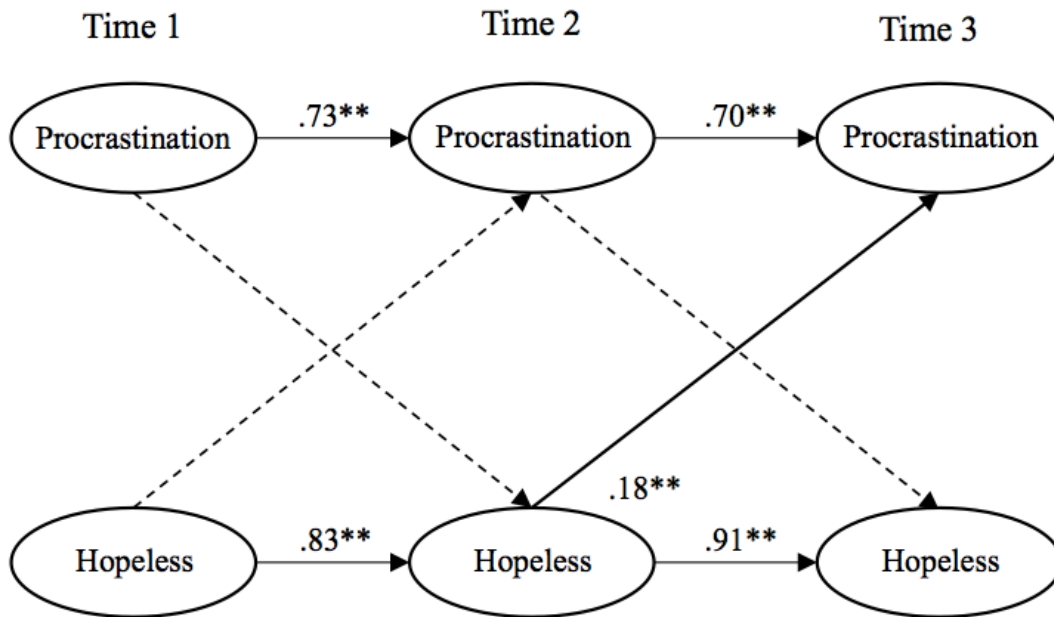 Time 1
Time 2
Time 3
Procrastination
.73**
Procrastination
.70**
Procrastination
.18**
Hopeless
.83**
Hopeless
.91**
Hopeless